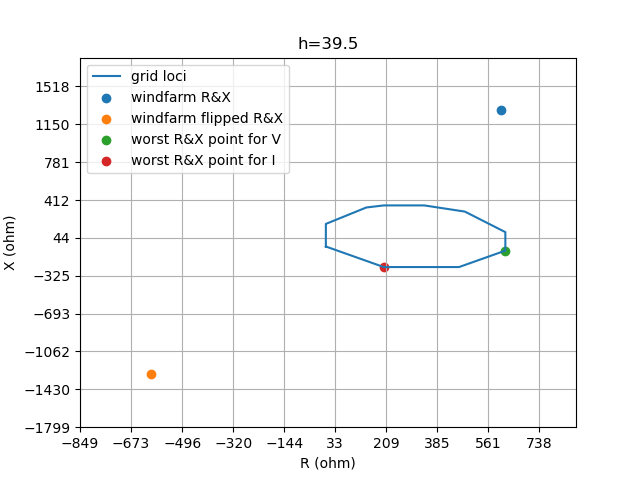 h=39.5
grid loci
windfarm R&X
windfarm flipped R&X
worst R&X point for V
worst R&X point for I
1518
1150
781
412
44
−325
−693
−1062
−1430
−1799
X (ohm)
−849 −673 −496 −320 −144 33 209 385 561 738
R (ohm)